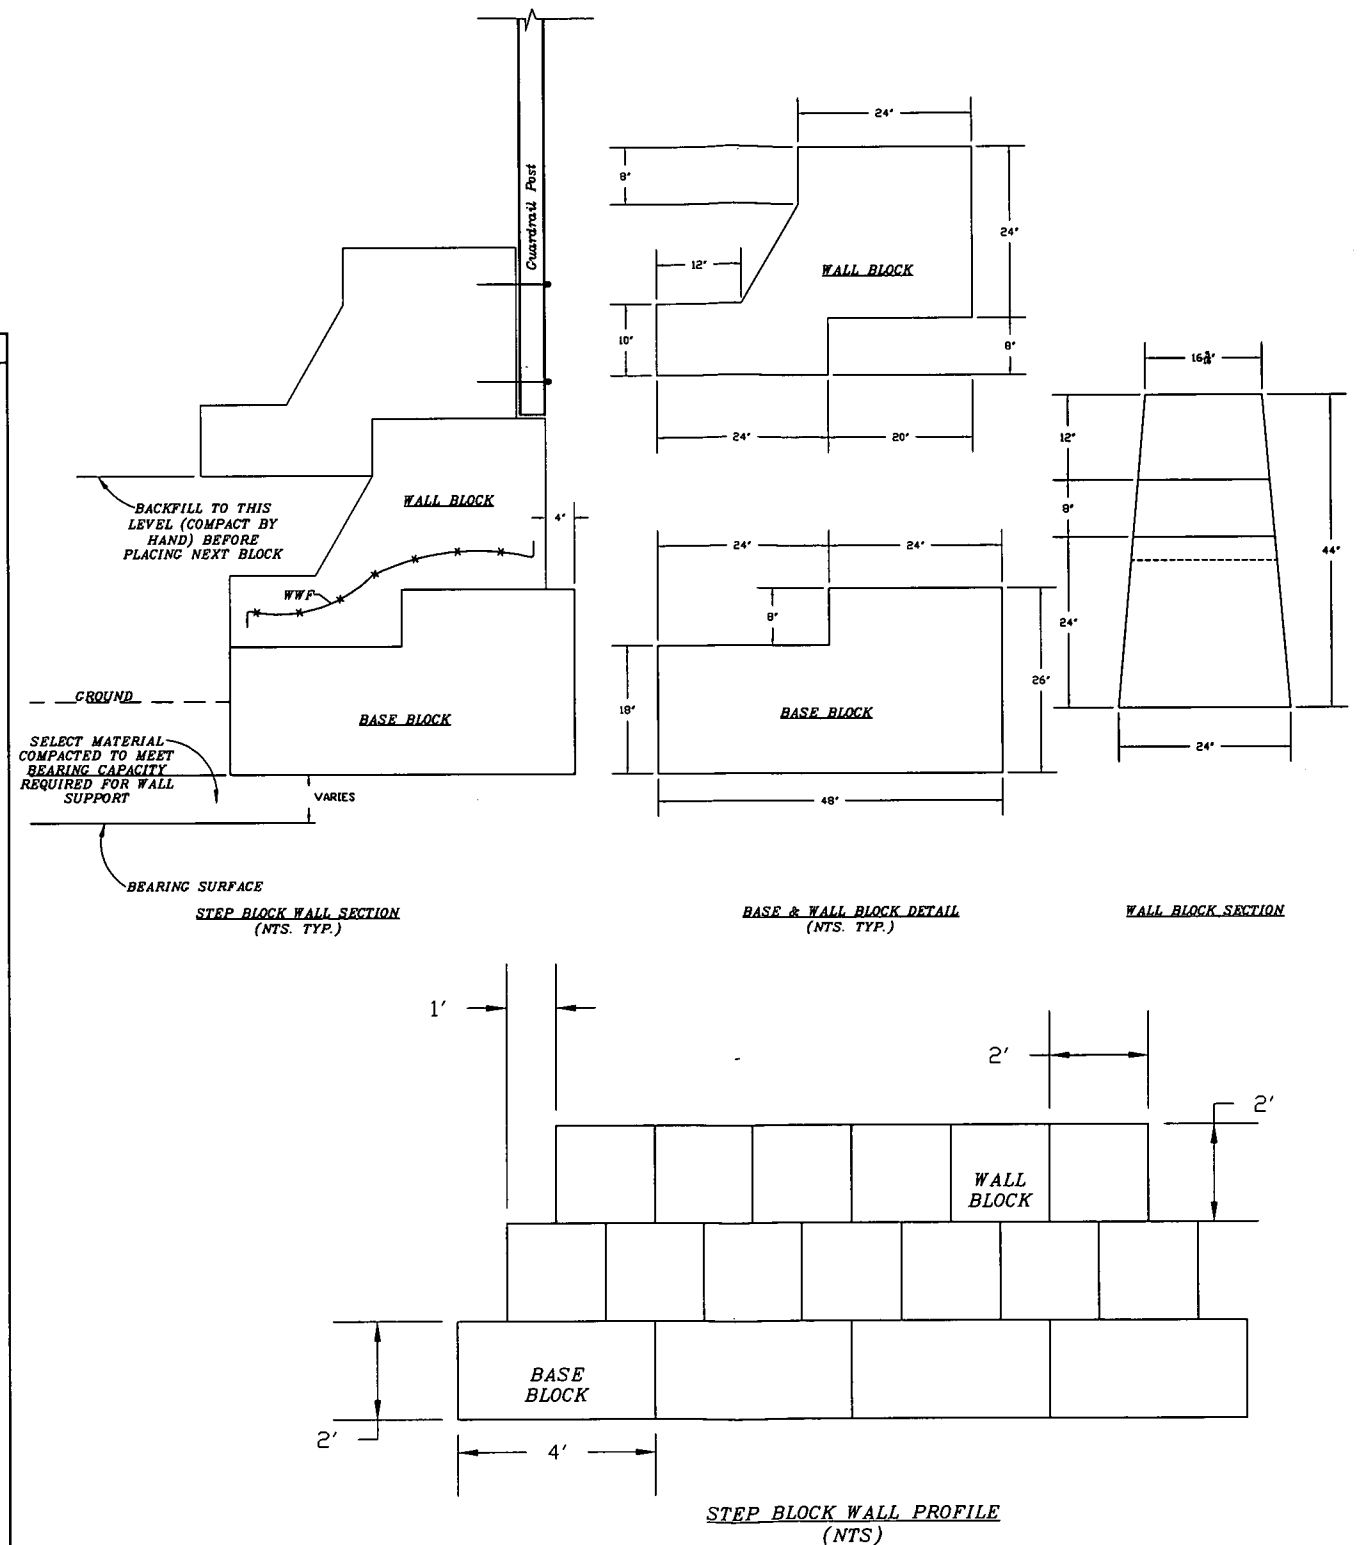 Guardrail Post
BACKFILL TO THIS
LEVEL (COMPACT BY
HAND) BEFORE
PLACING NEXT BLOCK
WALL BLOCK
4"
WWF
GROUND
BASE BLOCK
SELECT MATERIAL
COMPACTED TO MEET
BEARING CAPACITY
REQUIRED FOR WALL
SUPPORT
VARIES
BEARING SURFACE
STEP BLOCK WALL SECTION
(NTS. TYP.)
24"
8"
24"
12"
WALL BLOCK
10"
8"
24"
20"
24"
24"
8"
18"
26"
BASE BLOCK
48"
BASE & WALL BLOCK DETAIL
(NTS. TYP.)
12"
8"
44"
24"
24"
WALL BLOCK SECTION
1'
2'
2'
WALL
BLOCK
BASE
BLOCK
2'
4'
STEP BLOCK WALL PROFILE
(NTS)